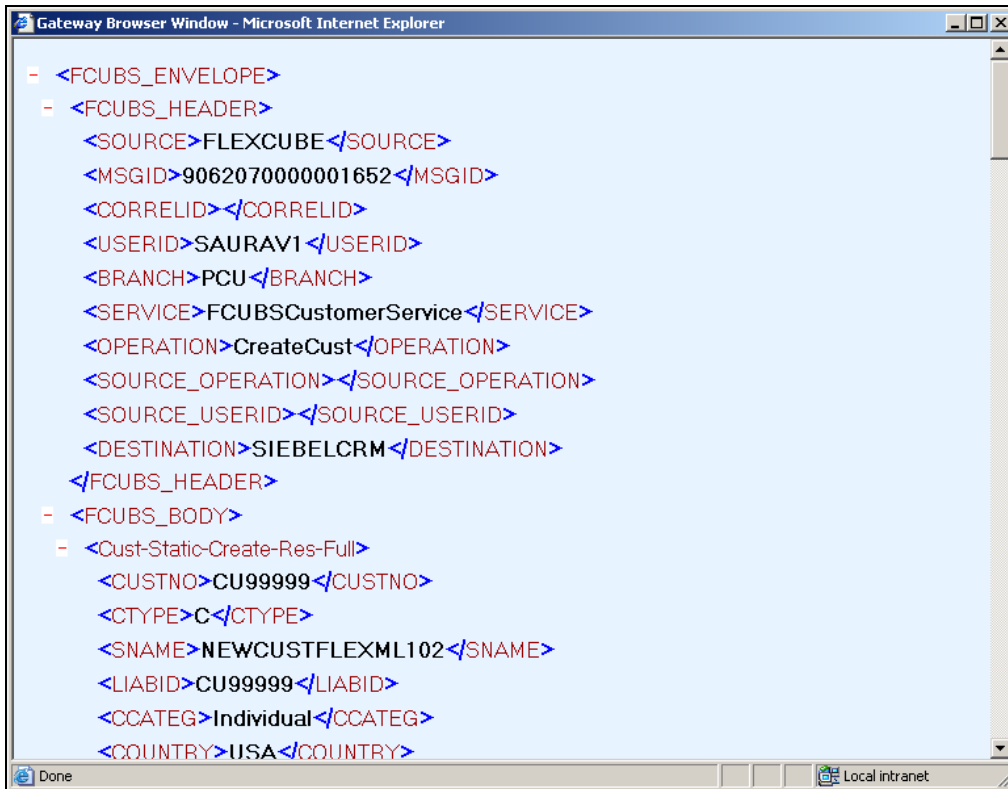 Gateway Browser Window - Microsoft Internet Explorer
- <FCUBS_ENVELOPE>
- <FCUBS_HEADER>
<SOURCE>FLEXCUBE</SOURCE>
<MSGID>9062070000001652</MSGID>
<CORRELID></CORRELID>
<USERID>SAURAV1</USERID>
<BRANCH>PCU</BRANCH>
<SERVICE>FCUBSCustomerService</SERVICE>
<OPERATION>CreateCust</OPERATION>
<SOURCE_OPERATION></SOURCE_OPERATION>
<SOURCE_USERID></SOURCE_USERID>
<DESTINATION>SIEBELCRM</DESTINATION>
</FCUBS_HEADER>
- <FCUBS_BODY>
- <Cust-Static-Create-Res-Full>
<CUSTNO>CU99999</CUSTNO>
<CTYPE>C</CTYPE>
<SNAME>NEWCUSTFLEXML102</SNAME>
<LIABID>CU99999</LIABID>
<CCATEG>Individual</CCATEG>
<COUNTRY>USA</COUNTRY>
Done
Local intranet